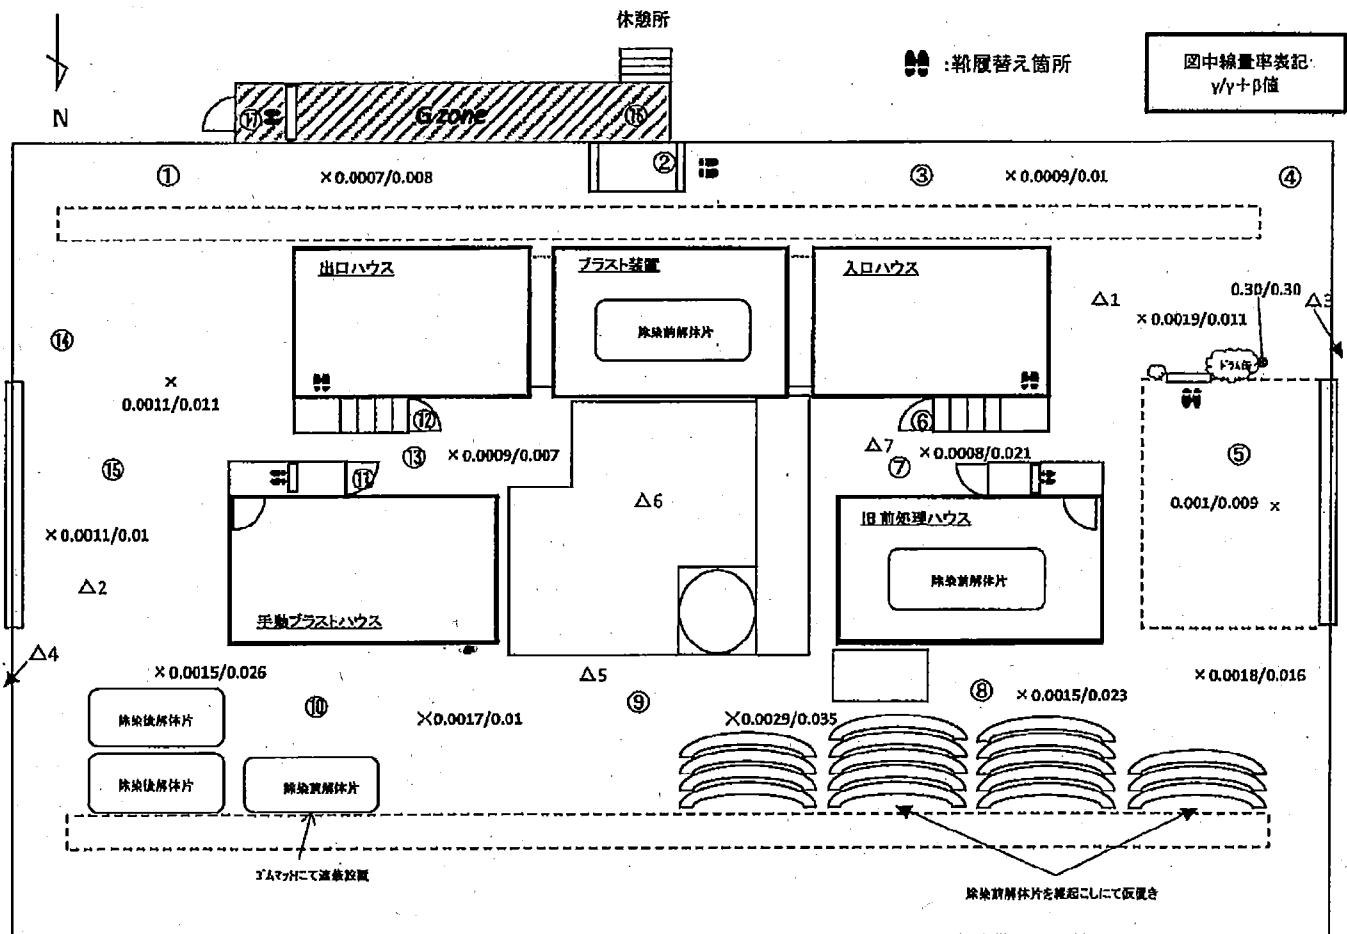 休憩所
:靴履替え箇所
図中線量率表記:
γ/γ+β値
N
⑰
G zone
⑯
①
×0.0007/0.008
②
③
×0.0009/0.01
④
出口ハウス
ブラスト装置
入口ハウス
除染前解体片
△1
0.30/0.30
△3
×0.0019/0.011
ドラム缶
⑭
×
0.0011/0.011
⑫
⑥
⑬
×0.0009/0.007
△7
×0.0008/0.021
⑮
⑪
⑦
⑤
△6
0.001/0.009 ×
旧前処理ハウス
×0.0011/0.01
除染前解体片
△2
手動ブラストハウス
△4
×0.0015/0.026
△5
×0.0018/0.016
⑩
×0.0017/0.01
⑨
×0.0029/0.035
⑧
×0.0015/0.023
除染後解体片
除染後解体片
除染前解体片
ゴムマットにて遮蔽設置
除染前解体片を縦起こしにて仮置き